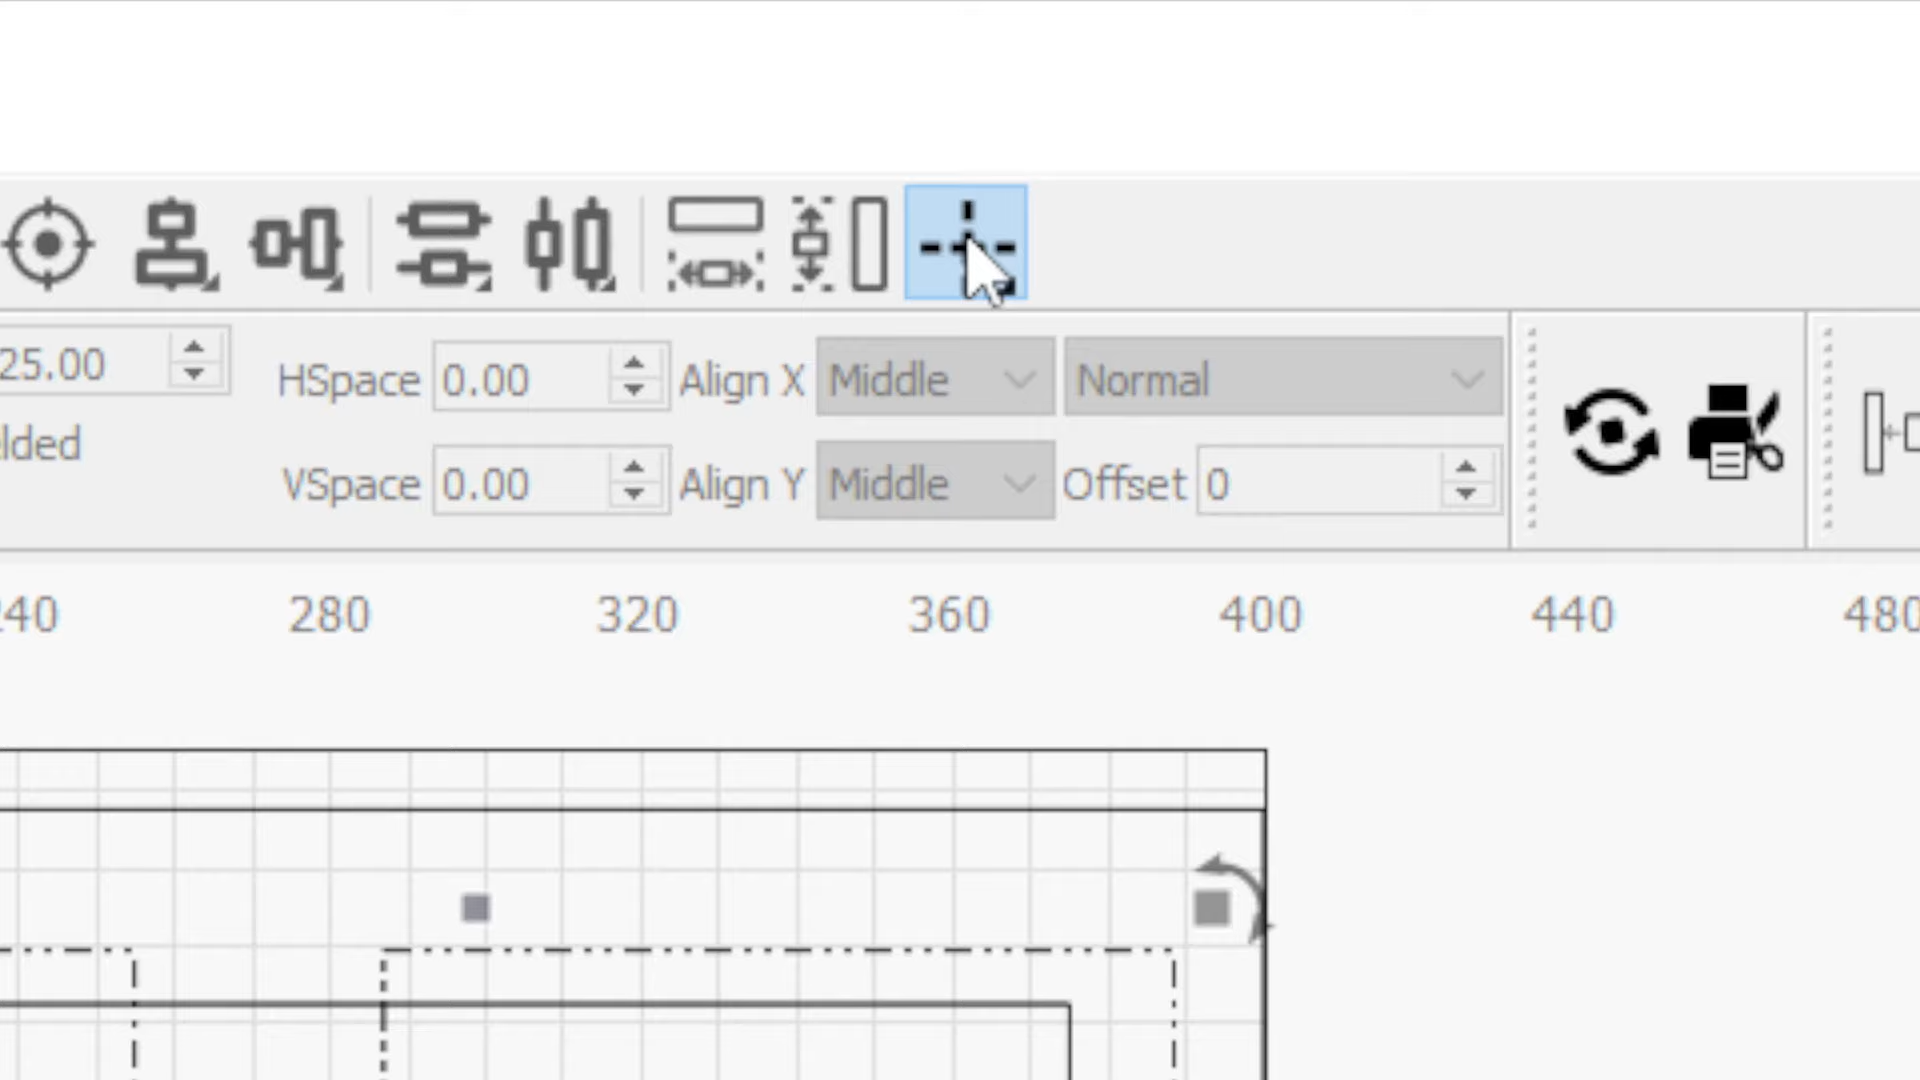 25.00 HSpace 0.00 Align X Middle Normal
elded VSpace 0.00 Align Y Middle Offset 0
240 280 320 360 400 440 480